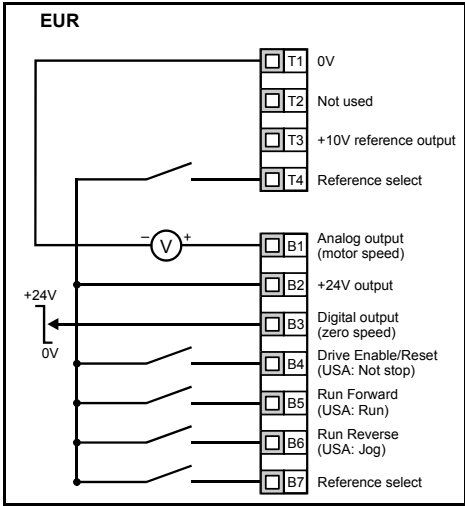 EUR
T1 0V
T2 Not used
T3 +10V reference output
T4 Reference select
– V +
B1 Analog output
(motor speed)
B2 +24V output
+24V
0V
B3 Digital output
(zero speed)
B4 Drive Enable/Reset
(USA: Not stop)
B5 Run Forward
(USA: Run)
B6 Run Reverse
(USA: Jog)
B7 Reference select